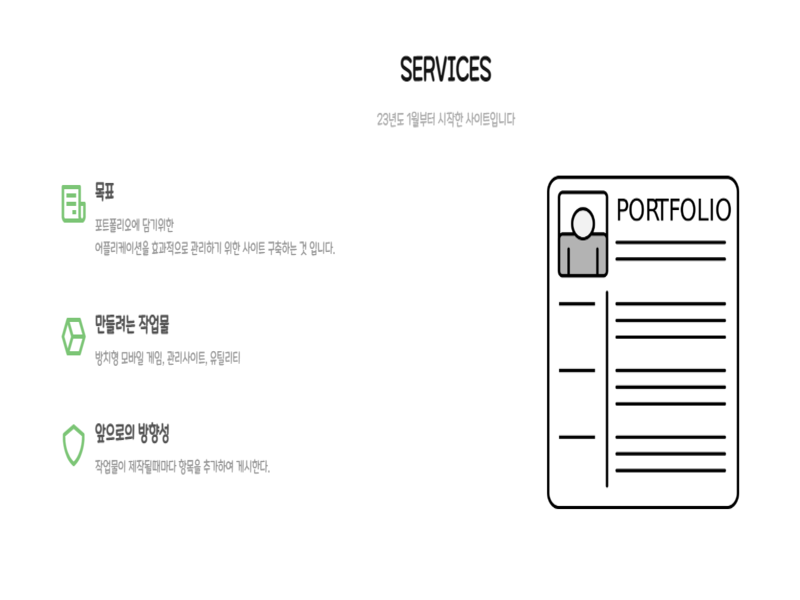 SERVICES
23년도 1월부터 시작한 사이트입니다
목표
포트폴리오에 담기위한
어플리케이션을 효과적으로 관리하기 위한 사이트 구축하는 것 입니다.
만들려는 작업물
방치형 모바일 게임, 관리사이트, 유틸리티
앞으로의 방향성
작업물이 제작될때마다 항목을 추가하여 게시한다.
PORTFOLIO